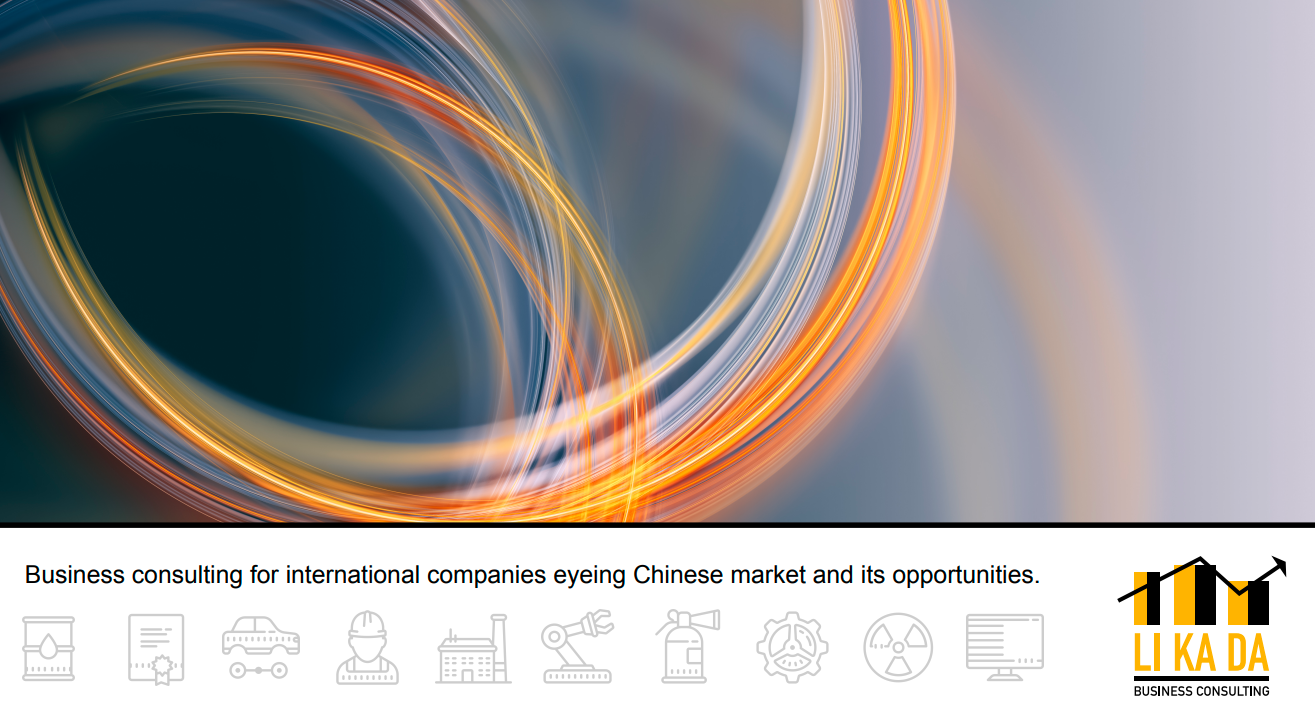 Business consulting for international companies eyeing Chinese market and its opportunities.
LI KA DA
BUSINESS CONSULTING